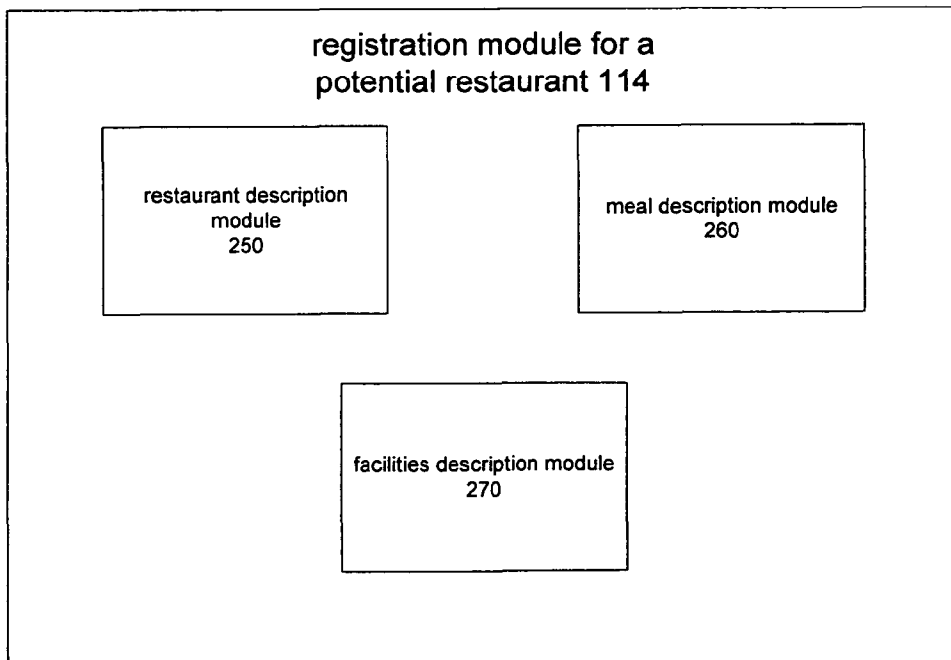 registration module for a
potential restaurant 114
restaurant description
module
250
meal description module
260
facilities description module
270